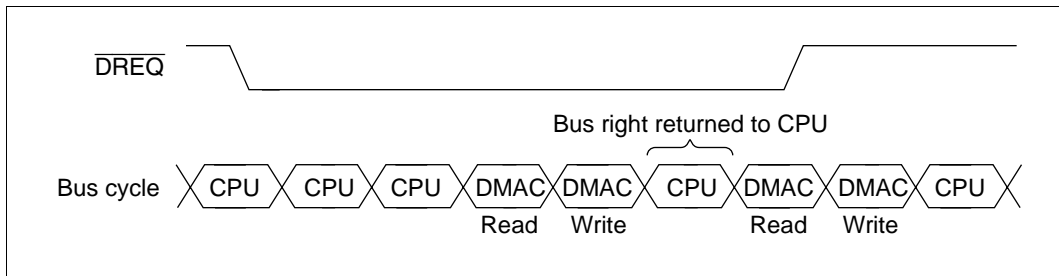 DREQ
Bus right returned to CPU
Bus cycle CPU CPU CPU DMAC DMAC CPU DMAC DMAC CPU
Read Write Read Write